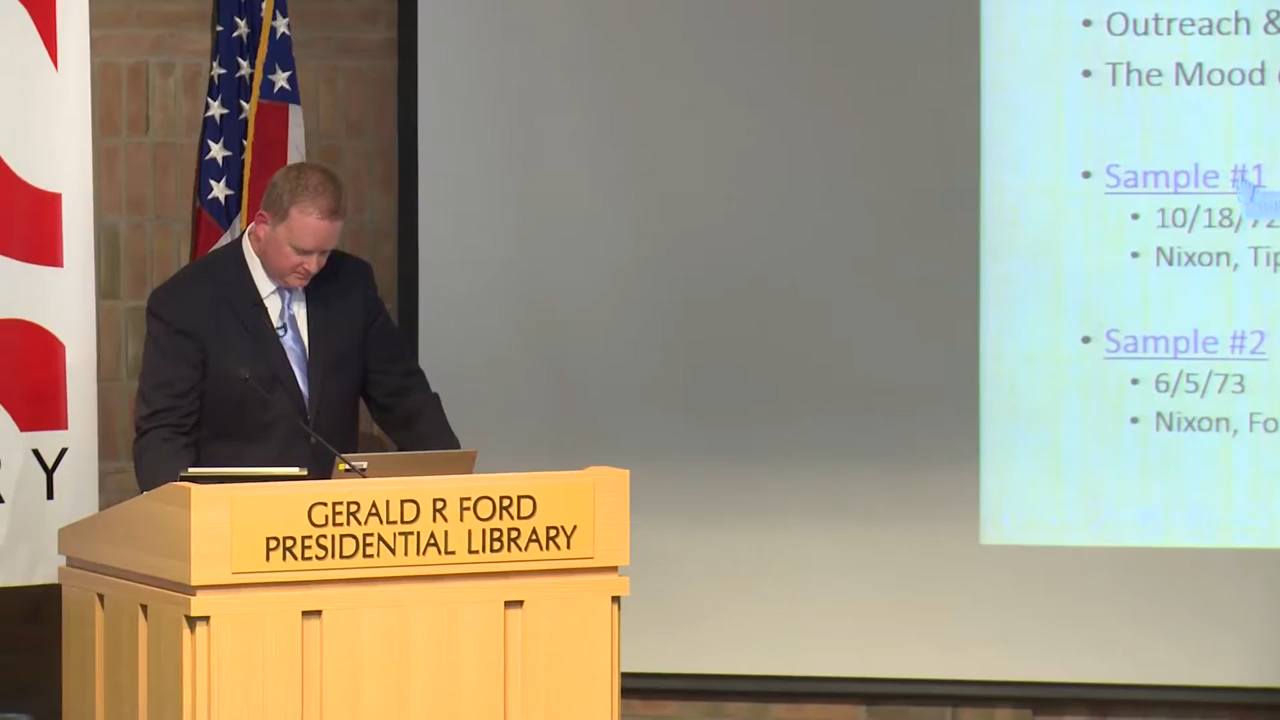 • Outreach &
• The Mood
• Sample #1
• 10/18/72
• Nixon, Tip
• Sample #2
• 6/5/73
• Nixon, Fo
RY
GERALD R FORD
PRESIDENTIAL LIBRARY